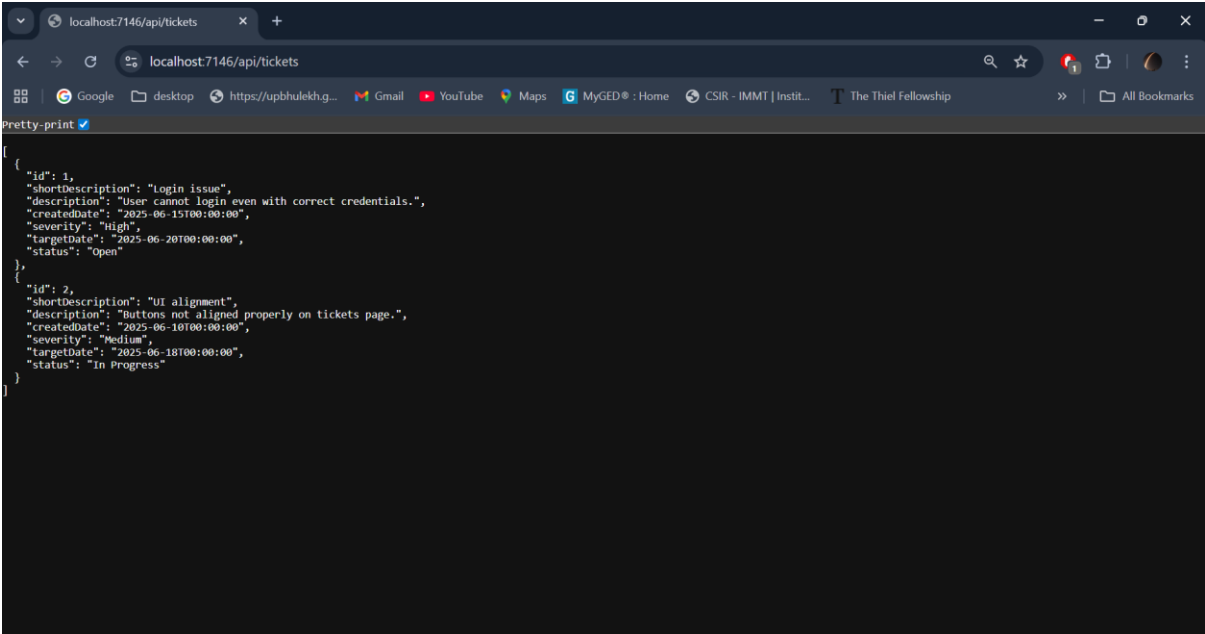 localhost:7146/api/tickets
localhost:7146/api/tickets
1
Google desktop https://upbhulekh.g... Gmail YouTube Maps G MyGED® : Home CSIR - IMMT | Instit... T The Thiel Fellowship » All Bookmarks
Pretty-print
[
  {
    "id": 1,
    "shortDescription": "Login issue",
    "description": "User cannot login even with correct credentials.",
    "createdDate": "2025-06-15T00:00:00",
    "severity": "High",
    "targetDate": "2025-06-20T00:00:00",
    "status": "Open"
  },
  {
    "id": 2,
    "shortDescription": "UI alignment",
    "description": "Buttons not aligned properly on tickets page.",
    "createdDate": "2025-06-10T00:00:00",
    "severity": "Medium",
    "targetDate": "2025-06-18T00:00:00",
    "status": "In Progress"
  }
]